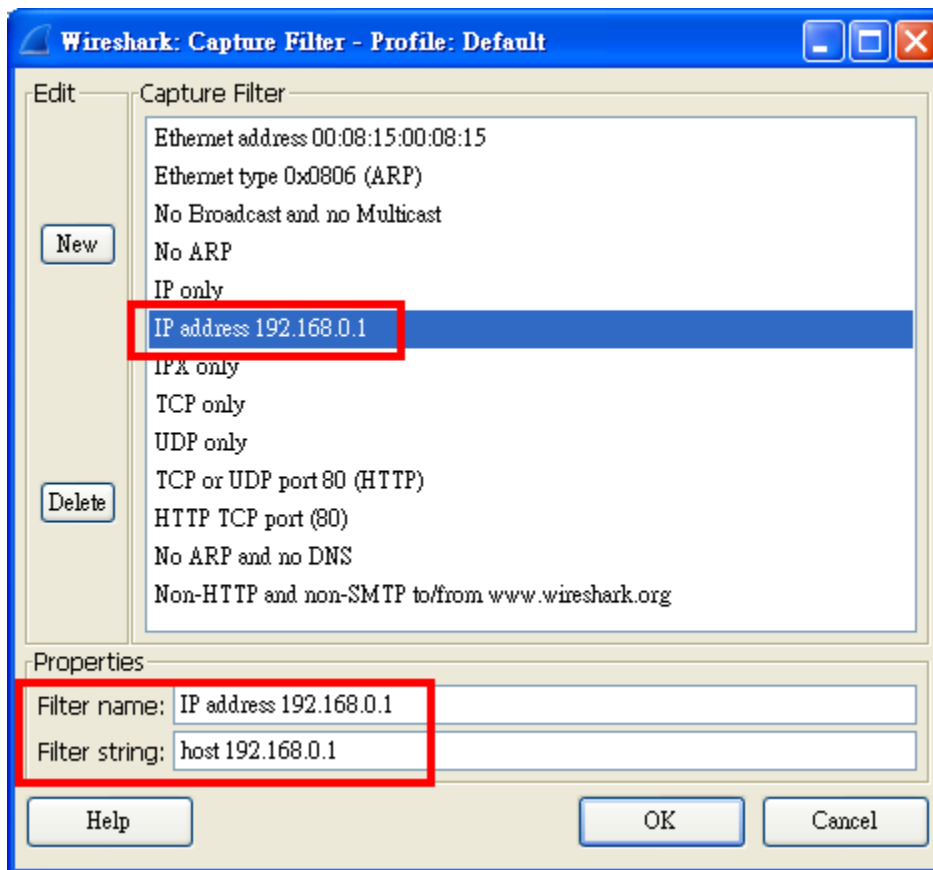 Wireshark: Capture Filter - Profile: Default
Edit
Capture Filter
Ethernet address 00:08:15:00:08:15
Ethernet type 0x0806 (ARP)
No Broadcast and no Multicast
New
No ARP
IP only
IP address 192.168.0.1
IPX only
TCP only
UDP only
TCP or UDP port 80 (HTTP)
Delete
HTTP TCP port (80)
No ARP and no DNS
Non-HTTP and non-SMTP to/from www.wireshark.org
Properties
Filter name: IP address 192.168.0.1
Filter string: host 192.168.0.1
Help OK Cancel